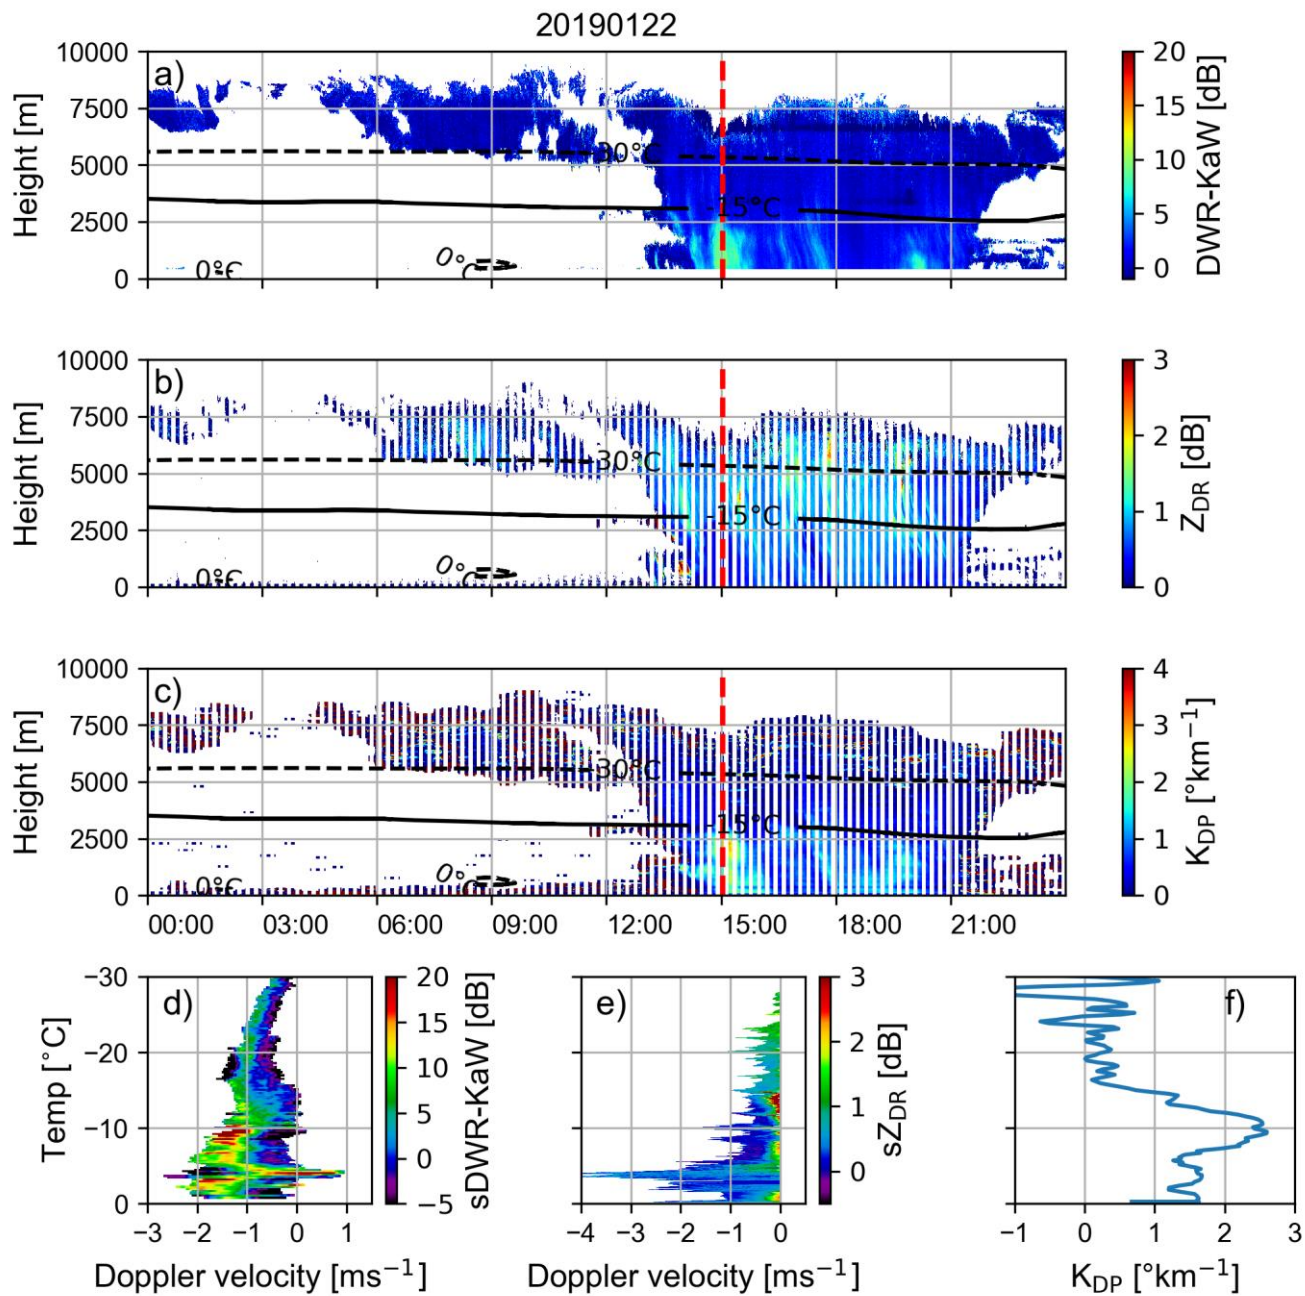 20190122
a)
10000
7500
5000
2500
0
Height [m]
30°C
-15°C
0°C
0°C
20
15
10
5
0
DWR-KaW [dB]
b)
10000
7500
5000
2500
0
Height [m]
30°C
-15°C
0°C
0°C
3
2
1
0
Z_DR [dB]
c)
10000
7500
5000
2500
0
Height [m]
30°C
-15°C
0°C
0°C
4
3
2
1
0
K_DP [°km⁻¹]
00:00 03:00 06:00 09:00 12:00 15:00 18:00 21:00
d)
−30
−20
−10
0
Temp [°C]
−3 −2 −1 0 1
Doppler velocity [ms⁻¹]
20
15
10
5
0
−5
sDWR-KaW [dB]
e)
−4 −3 −2 −1 0
Doppler velocity [ms⁻¹]
3
2
1
0
sZ_DR [dB]
f)
−1 0 1 2 3
K_DP [°km⁻¹]